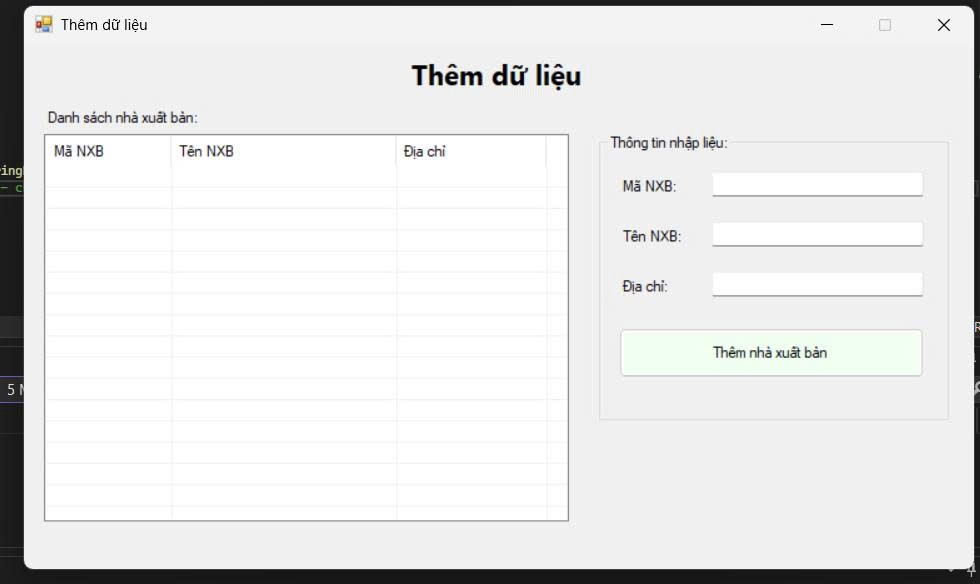 Thêm dữ liệu
Thêm dữ liệu
Danh sách nhà xuất bản:
Mã NXB Tên NXB Địa chỉ
Thông tin nhập liệu:
Mã NXB:
Tên NXB:
Địa chỉ:
Thêm nhà xuất bản